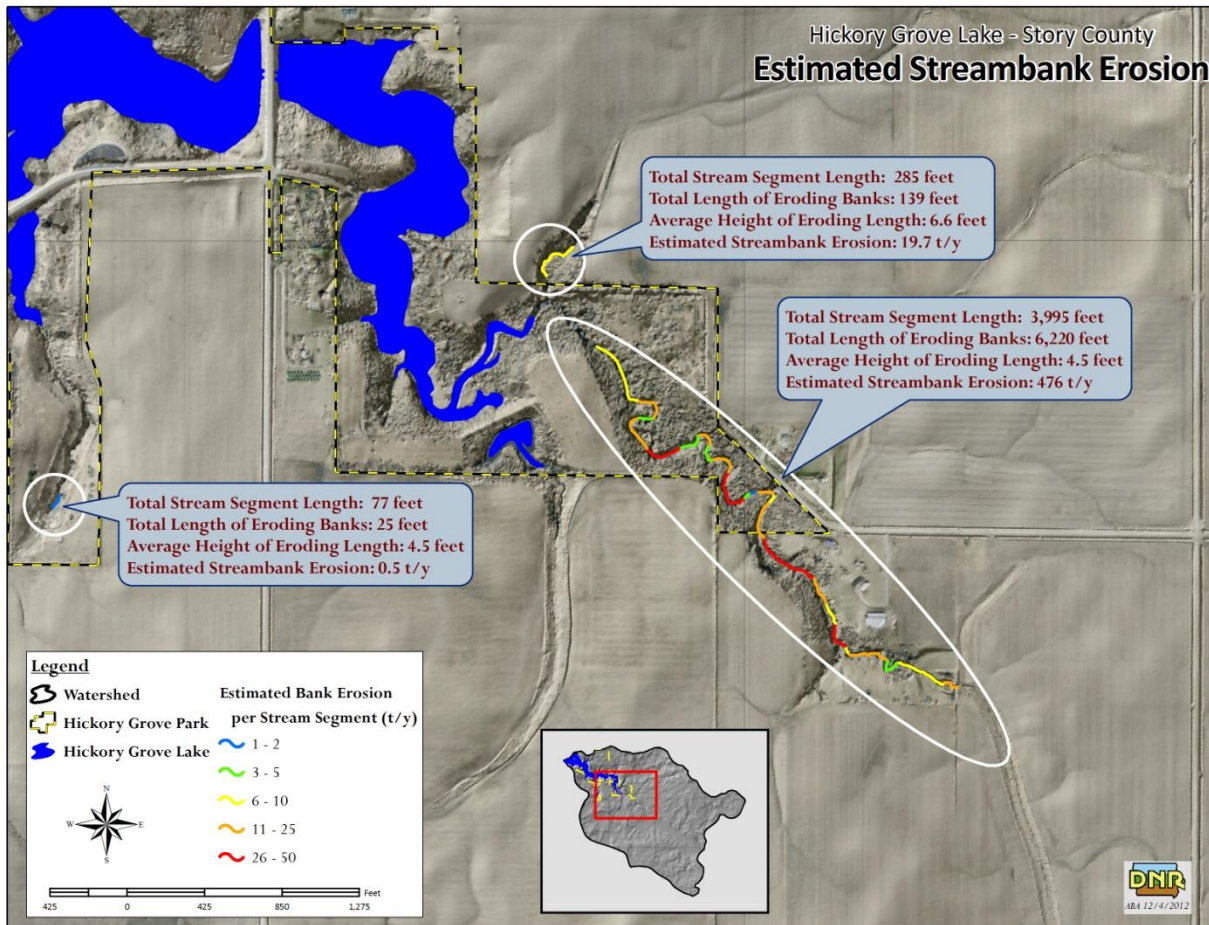 Hickory Grove Lake - Story County
Estimated Streambank Erosion
Total Stream Segment Length: 285 feet
Total Length of Eroding Banks: 139 feet
Average Height of Eroding Length: 6.6 feet
Estimated Streambank Erosion: 19.7 t/y
Total Stream Segment Length: 3,995 feet
Total Length of Eroding Banks: 6,220 feet
Average Height of Eroding Length: 4.5 feet
Estimated Streambank Erosion: 476 t/y
Total Stream Segment Length: 77 feet
Total Length of Eroding Banks: 25 feet
Average Height of Eroding Length: 4.5 feet
Estimated Streambank Erosion: 0.5 t/y
Legend
Watershed
Hickory Grove Park
Hickory Grove Lake
Estimated Bank Erosion
per Stream Segment (t/y)
1 - 2
3 - 5
6 - 10
11 - 25
26 - 50
N
W E
S
Feet
425 0 425 850 1,275
DNR
ABA 12/4/2012